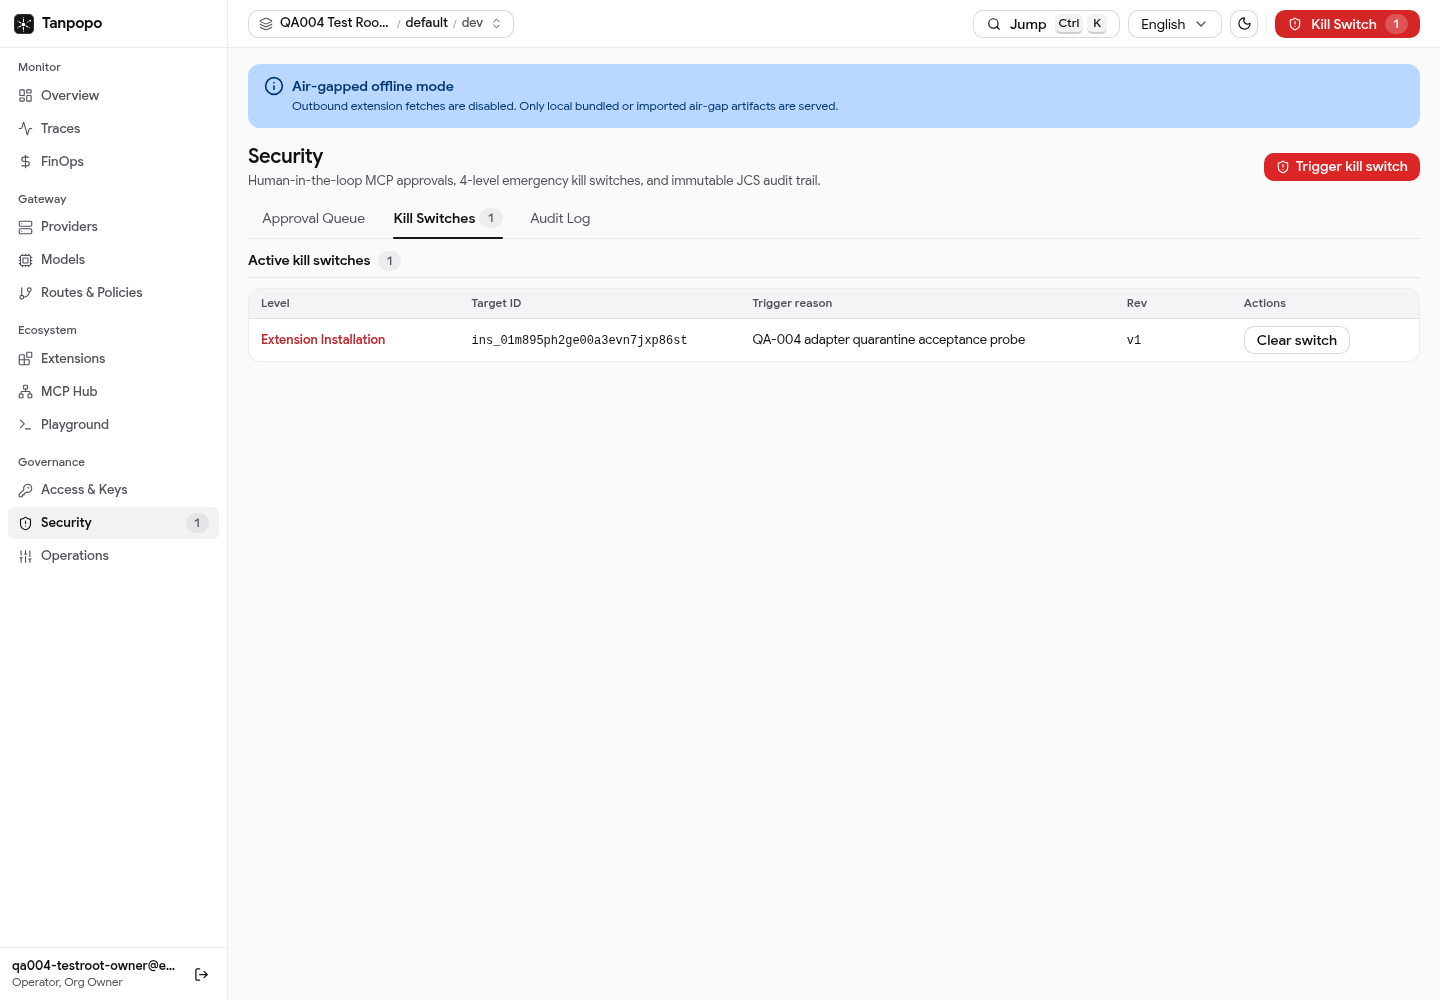 Tanpopo
QA004 Test Roo... / default / dev
Jump Ctrl K
English
Kill Switch 1
Monitor
Overview
Traces
FinOps
Gateway
Providers
Models
Routes & Policies
Ecosystem
Extensions
MCP Hub
Playground
Governance
Access & Keys
Security 1
Operations
qa004-testroot-owner@e...
Operator, Org Owner
Air-gapped offline mode
Outbound extension fetches are disabled. Only local bundled or imported air-gap artifacts are served.
Security
Human-in-the-loop MCP approvals, 4-level emergency kill switches, and immutable JCS audit trail.
Trigger kill switch
Approval Queue Kill Switches 1 Audit Log
Active kill switches 1
Level Target ID Trigger reason Rev Actions
Extension Installation ins_01m895ph2ge00a3evn7jxp86st QA-004 adapter quarantine acceptance probe v1 Clear switch